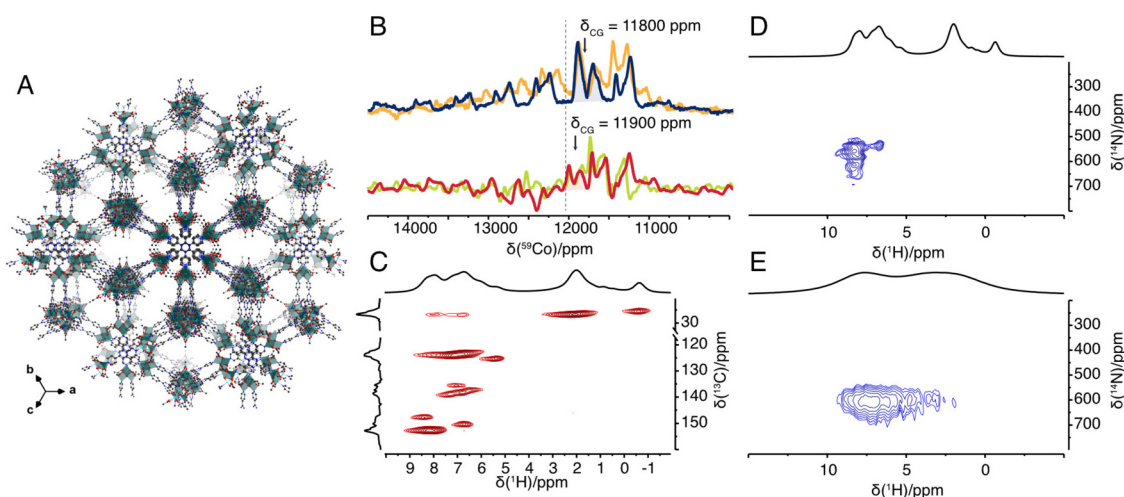 A
b
a
c
B
δCG = 11800 ppm
δCG = 11900 ppm
14000 13000 12000 11000
δ(⁵⁹Co)/ppm
C
30
120
130
140
150
δ(¹³C)/ppm
9 8 7 6 5 4 3 2 1 0 -1
δ(¹H)/ppm
D
300
400
500
600
700
δ(¹⁴N)/ppm
10 5 0
δ(¹H)/ppm
E
300
400
500
600
700
δ(¹⁴N)/ppm
10 5 0
δ(¹H)/ppm